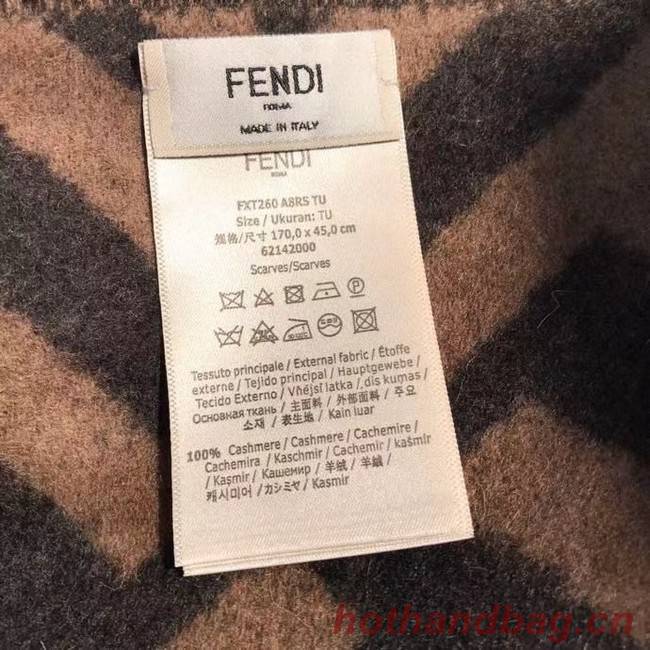 FENDI
ROMA
MADE IN ITALY
FENDI
ROMA
FXT260 A8RS TU
Size / Ukuran: TU
规格/尺寸 170,0 x 45,0 cm
62142000
Scarves/Scarves
Tessuto principale / External fabric / Étoffe
externe / Tejido principal / Hauptgewebe /
Tecido Externo / Vnější latka / dis kumaş /
Основная ткань / 主面料 / 外部面料 / 주요
소재 / 表生地 / Kain luar
100% Cashmere / Cashmere / Cachemire /
Cachemira / Kaschmir / Cachemira / kašmír
/ Kaşmir / Кашемир / 羊绒 / 羊絨 /
캐시미어 / カシミヤ / Kasmir
hothandbag.cn